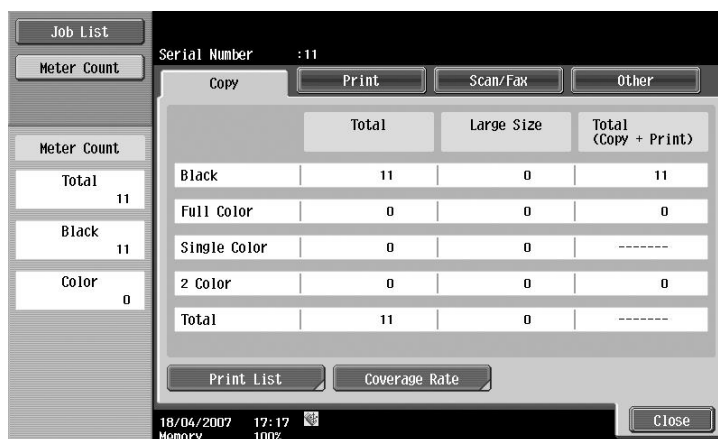 Job List
Meter Count
Serial Number :11
Copy Print Scan/Fax Other
Meter Count
Total
11
Black
11
Color
0
Total Large Size Total
(Copy + Print)
Black 11 0 11
Full Color 0 0 0
Single Color 0 0 -------
2 Color 0 0 0
Total 11 0 -------
Print List Coverage Rate
18/04/2007 17:17
Memory 100%
Close